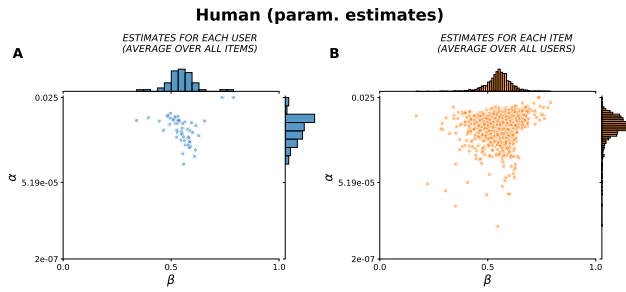 Human (param. estimates)
ESTIMATES FOR EACH USER
(AVERAGE OVER ALL ITEMS)
ESTIMATES FOR EACH ITEM
(AVERAGE OVER ALL USERS)
A
B
0.025
5.19e-05
2e-07
α
0.0
0.5
1.0
β
0.025
5.19e-05
2e-07
α
0.0
0.5
1.0
β